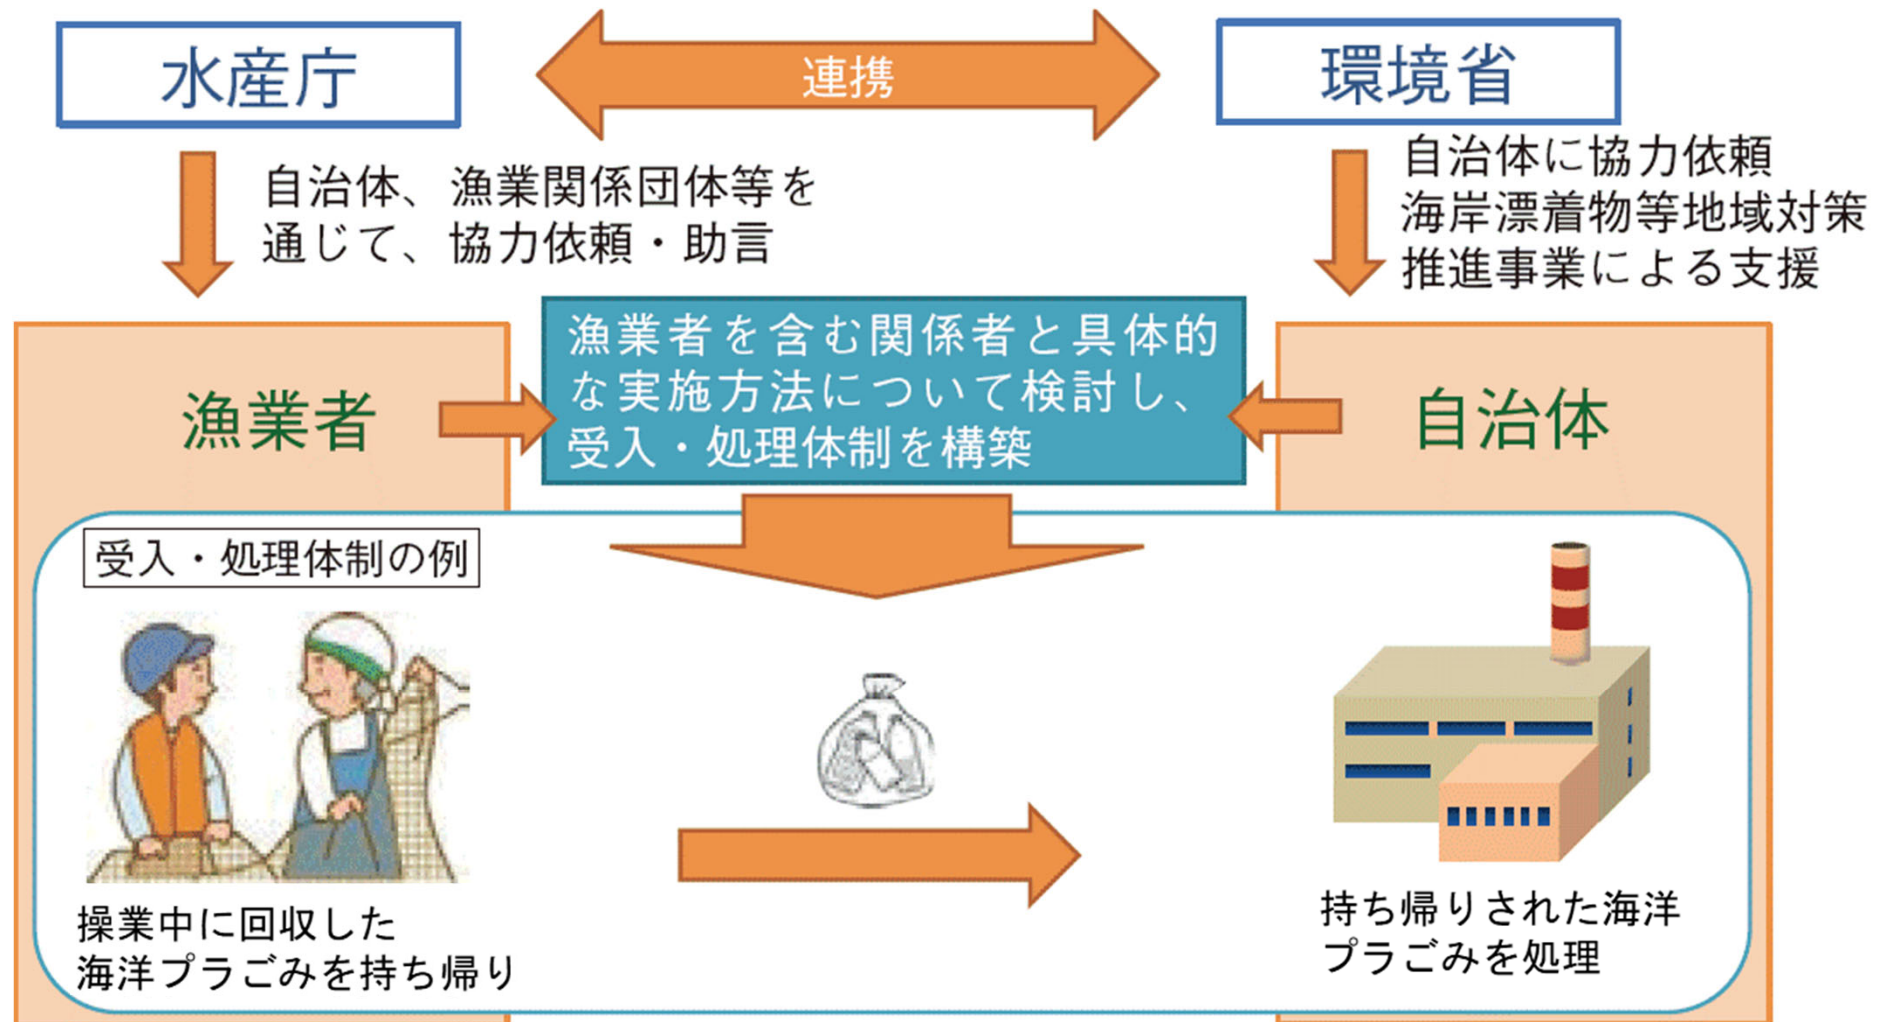 水産庁
連携
環境省
自治体、漁業関係団体等を
通じて、協力依頼・助言
自治体に協力依頼
海岸漂着物等地域対策
推進事業による支援
漁業者
漁業者を含む関係者と具体的
な実施方法について検討し、
受入・処理体制を構築
自治体
受入・処理体制の例
操業中に回収した
海洋プラごみを持ち帰り
持ち帰りされた海洋
プラごみを処理